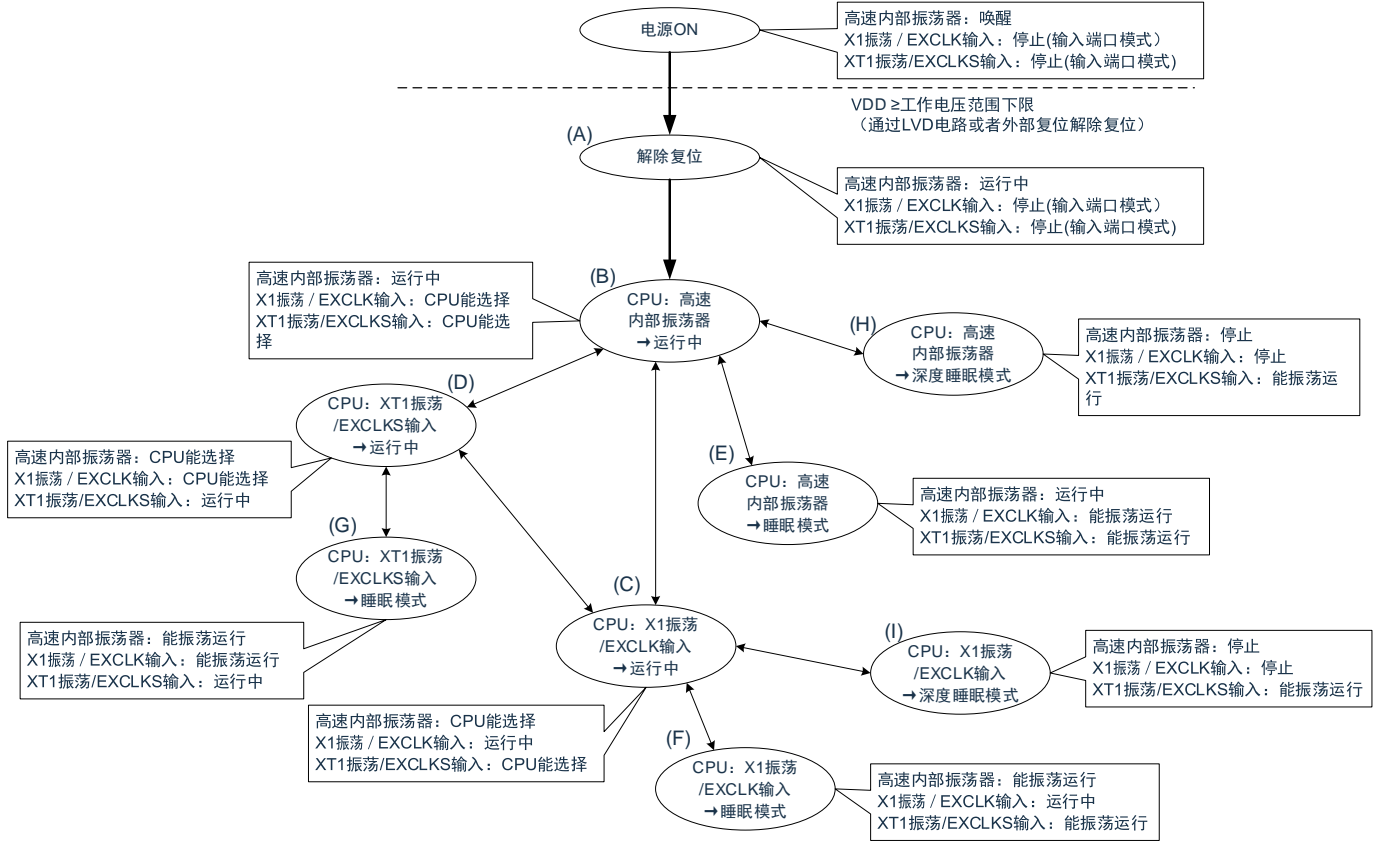 电源ON
高速内部振荡器：唤醒
X1振荡 / EXCLK输入：停止(输入端口模式）
XT1振荡/EXCLKS输入：停止(输入端口模式)
VDD ≥工作电压范围下限
（通过LVD电路或者外部复位解除复位）
(A)
解除复位
高速内部振荡器：运行中
X1振荡 / EXCLK输入：停止(输入端口模式）
XT1振荡/EXCLKS输入：停止(输入端口模式)
高速内部振荡器：运行中
X1振荡 / EXCLK输入：CPU能选择
XT1振荡/EXCLKS输入：CPU能选
择
(B)
CPU：高速
内部振荡器
→运行中
(H)
CPU：高速
内部振荡器
→深度睡眠模式
高速内部振荡器：停止
X1振荡 / EXCLK输入：停止
XT1振荡/EXCLKS输入：能振荡运
行
(D)
CPU：XT1振荡
/EXCLKS输入
→运行中
高速内部振荡器：CPU能选择
X1振荡 / EXCLK输入：CPU能选择
XT1振荡/EXCLKS输入：运行中
(E)
CPU：高速
内部振荡器
→睡眠模式
高速内部振荡器：运行中
X1振荡 / EXCLK输入：能振荡运行
XT1振荡/EXCLKS输入：能振荡运行
(G)
CPU：XT1振荡
/EXCLKS输入
→睡眠模式
高速内部振荡器：能振荡运行
X1振荡 / EXCLK输入：能振荡运行
XT1振荡/EXCLKS输入：运行中
(C)
CPU：X1振荡
/EXCLK输入
→运行中
高速内部振荡器：CPU能选择
X1振荡 / EXCLK输入：运行中
XT1振荡/EXCLKS输入：CPU能选择
(I)
CPU：X1振荡
/EXCLK输入
→深度睡眠模式
高速内部振荡器：停止
X1振荡 / EXCLK输入：停止
XT1振荡/EXCLKS输入：能振荡运行
(F)
CPU：X1振荡
/EXCLK输入
→睡眠模式
高速内部振荡器：能振荡运行
X1振荡 / EXCLK输入：运行中
XT1振荡/EXCLKS输入：能振荡运行